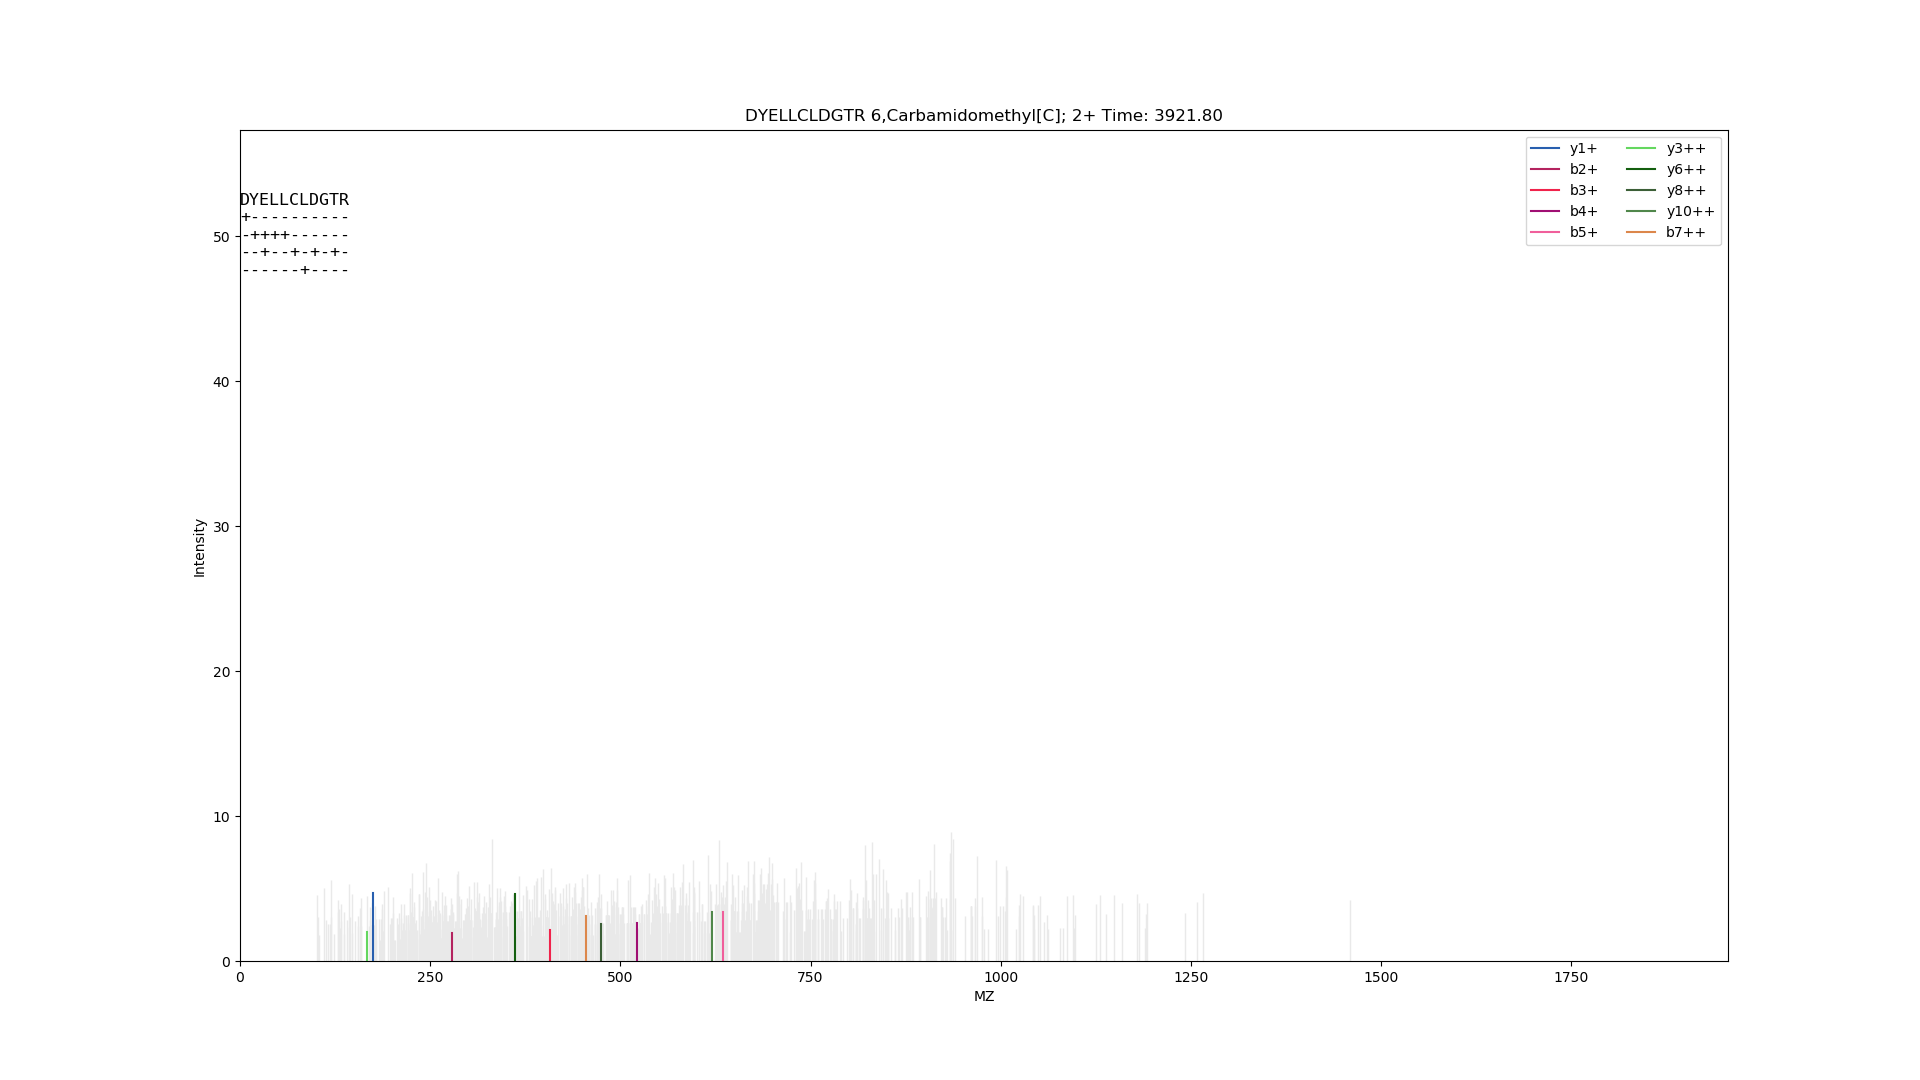 DYELLCLDGTR 6,Carbamidomethyl[C]; 2+ Time: 3921.80
y1+ y3++
b2+ y6++
b3+ y8++
b4+ y10++
b5+ b7++
DYELLCLDGTR
+----------
-++++------
--+--+-+-+-
------+----
50
40
30
20
10
0
Intensity
0 250 500 750 1000 1250 1500 1750
MZ